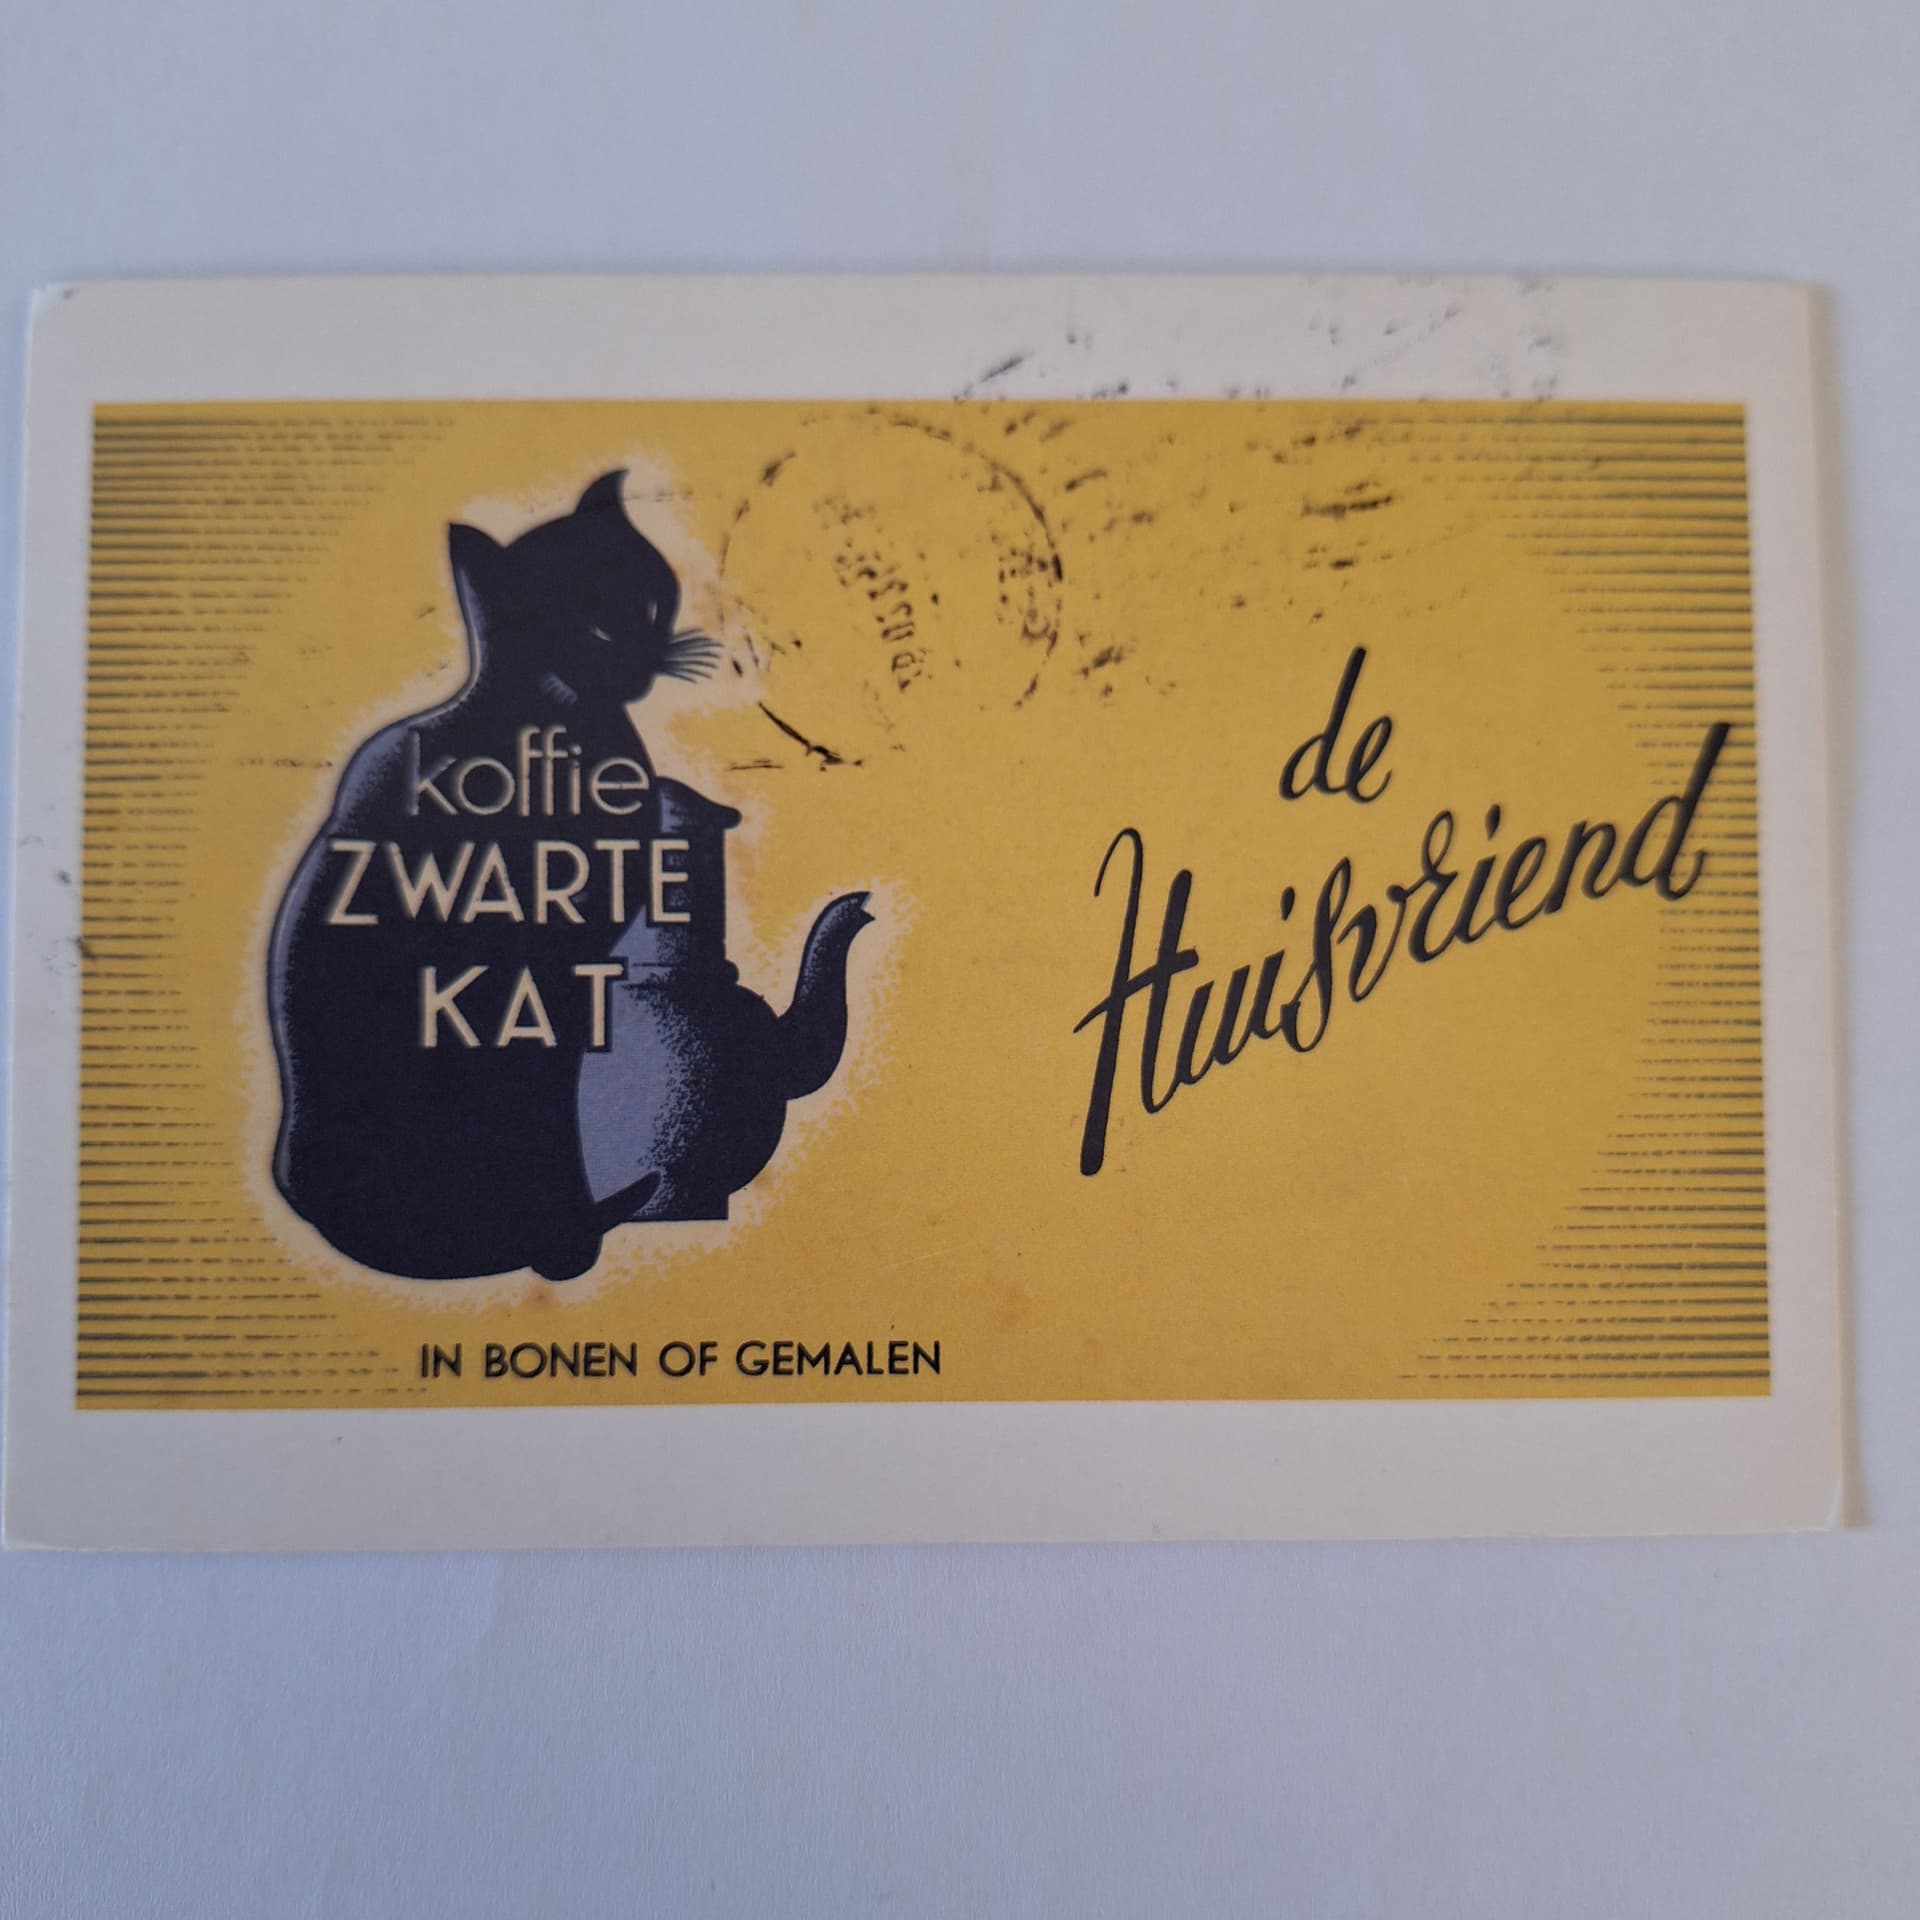 koffie
ZWARTE
KAT
de
Huisvriend
IN BONEN OF GEMALEN